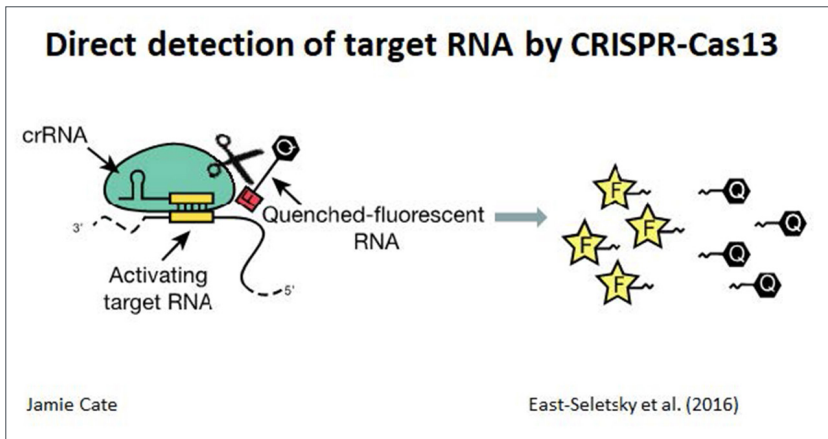 Direct detection of target RNA by CRISPR-Cas13
crRNA
Q
F
Quenched-fluorescent
RNA
3'
Activating
target RNA
5'
F
Q
F
Q
F
Q
F
Q
Jamie Cate
East-Seletsky et al. (2016)